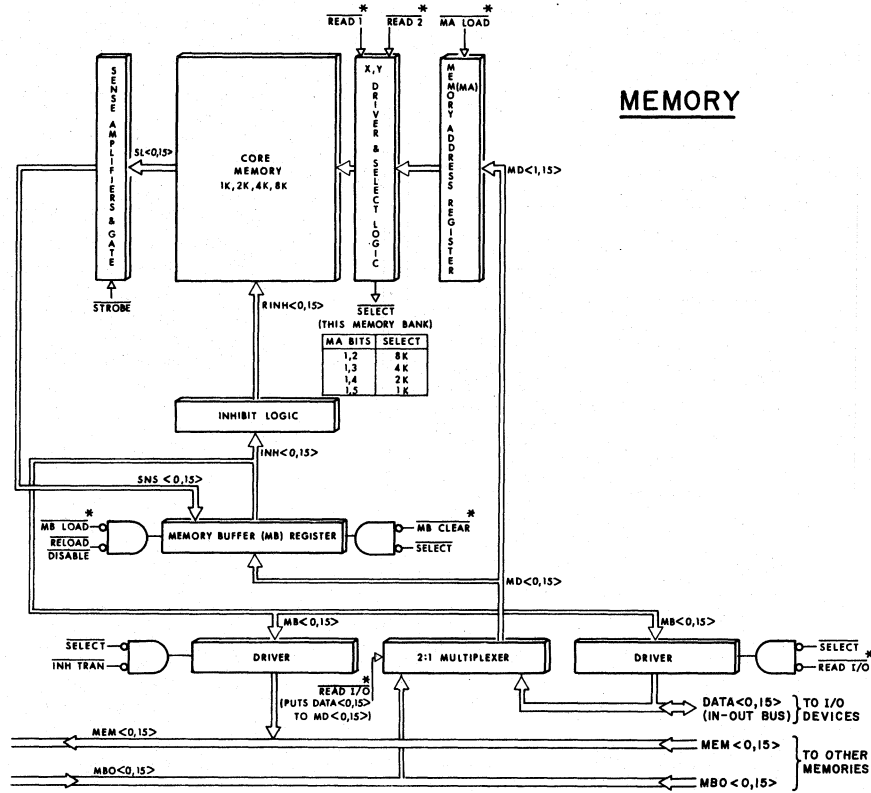 *
READ 1
*
READ 2
*
MA LOAD
MEMORY
SENSE AMPLIFIERS & GATE
SL<0,15>
CORE
MEMORY
1K, 2K, 4K, 8K
X,Y
DRIVER & SELECT LOGIC
MEMORY ADDRESS REGISTER
(MA)
MD<1,15>
STROBE
RINH<0,15>
SELECT
(THIS MEMORY BANK)
MA BITS SELECT
1,2 8K
1,3 4K
1,4 2K
1,5 1K
INHIBIT LOGIC
INH<0,15>
SNS <0,15>
*
MB LOAD
RELOAD
DISABLE
MEMORY BUFFER (MB) REGISTER
*
MB CLEAR
SELECT
MD<0,15>
MB<0,15>
MB<0,15>
SELECT
INH TRAN
DRIVER
2:1 MULTIPLEXER
DRIVER
SELECT
*
READ I/O
*
READ I/O
(PUTS DATA<0,15>
TO MD<0,15>)
DATA<0,15>
(IN-OUT BUS)
TO I/O
DEVICES
MEM<0,15>
MEM<0,15>
TO OTHER
MEMORIES
MBO<0,15>
MBO<0,15>